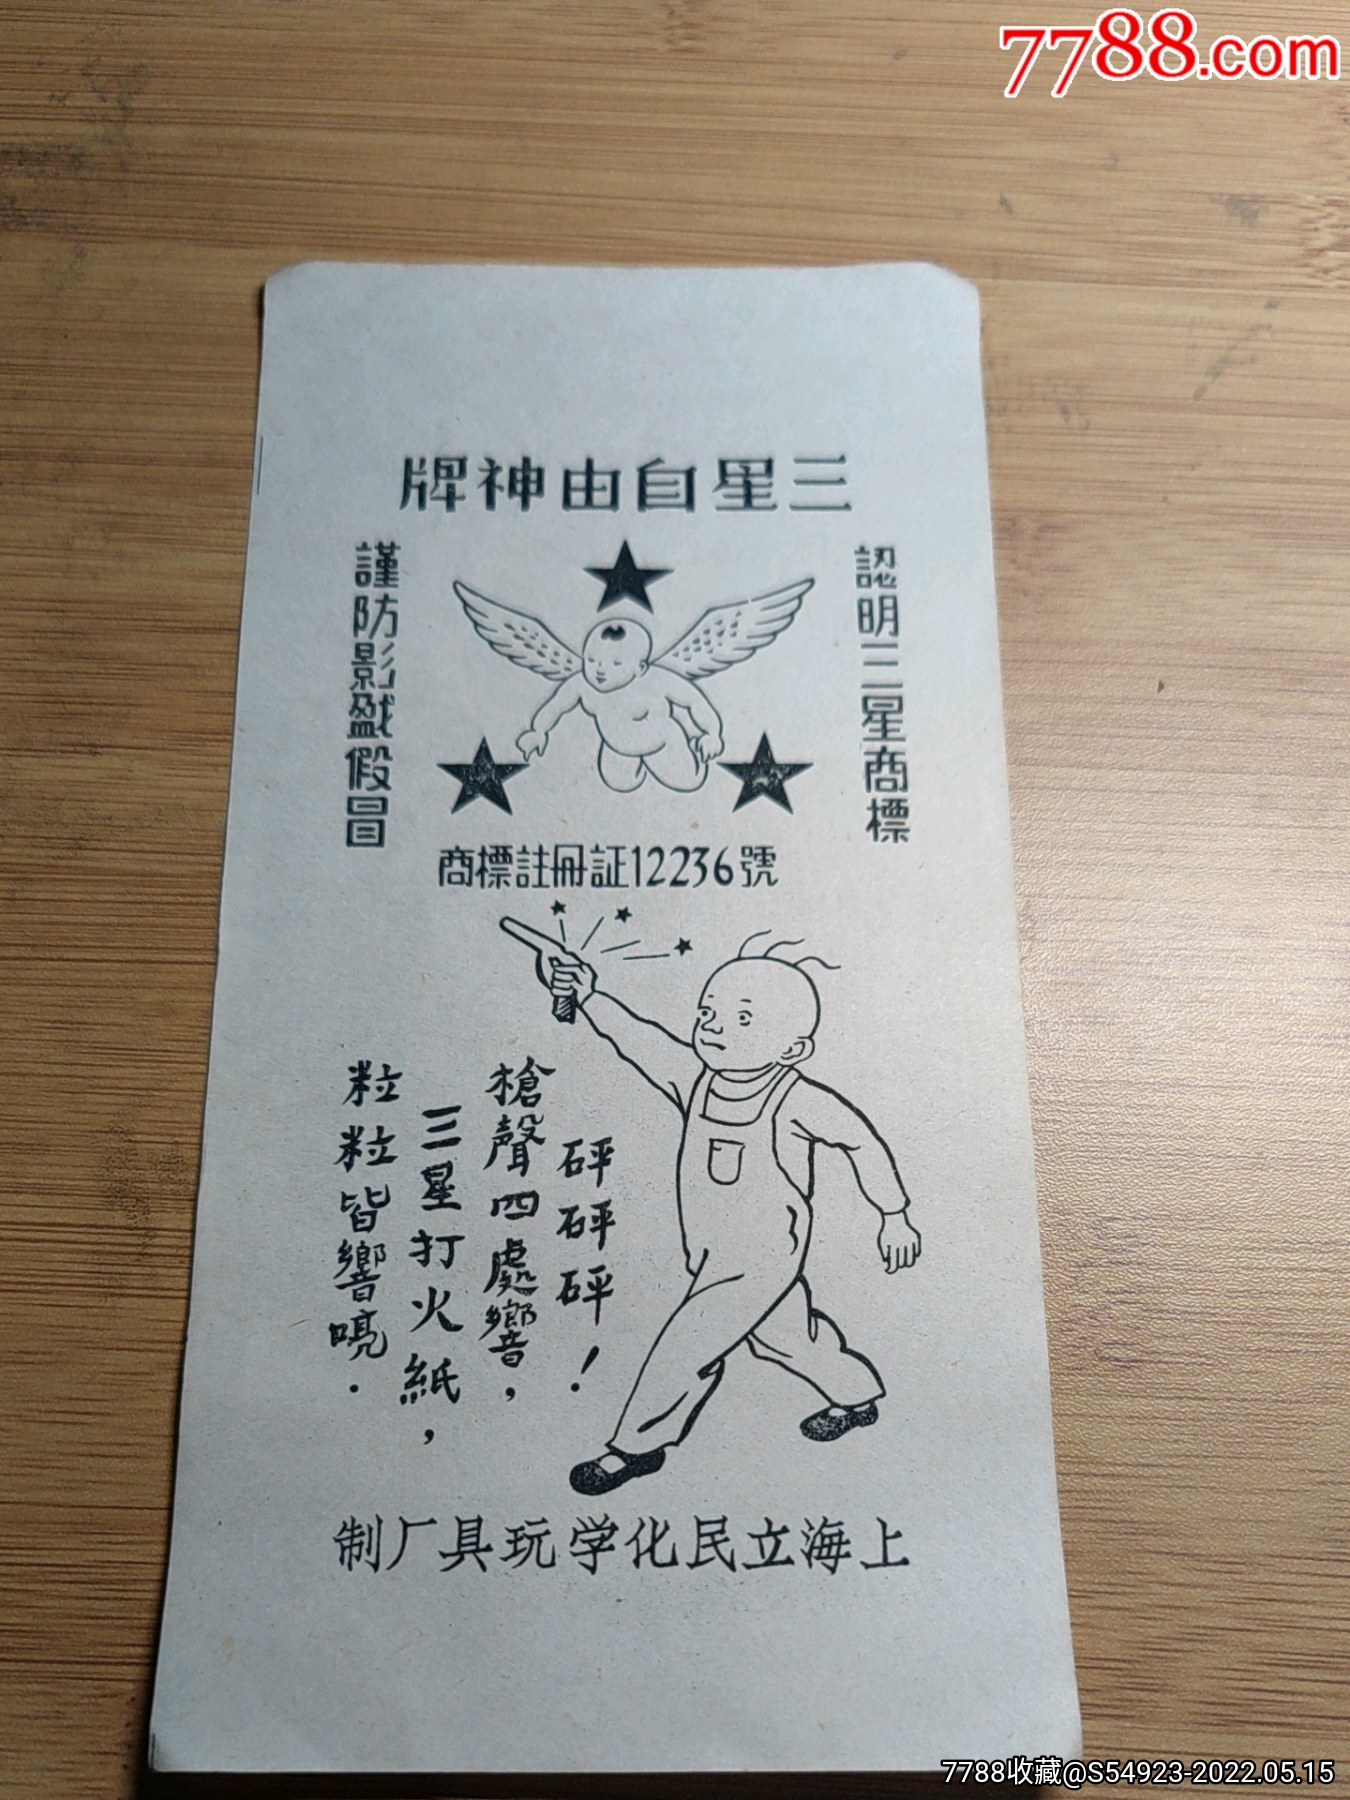 7788.com
三星自由神牌
認明三星商標
謹防影戤假冒
商標註冊証12236號
砰砰砰！
槍聲四處響，
三星打火紙，
粒粒皆響喨．
上海立民化学玩具厂制
7788收藏@S54923-2022.05.15